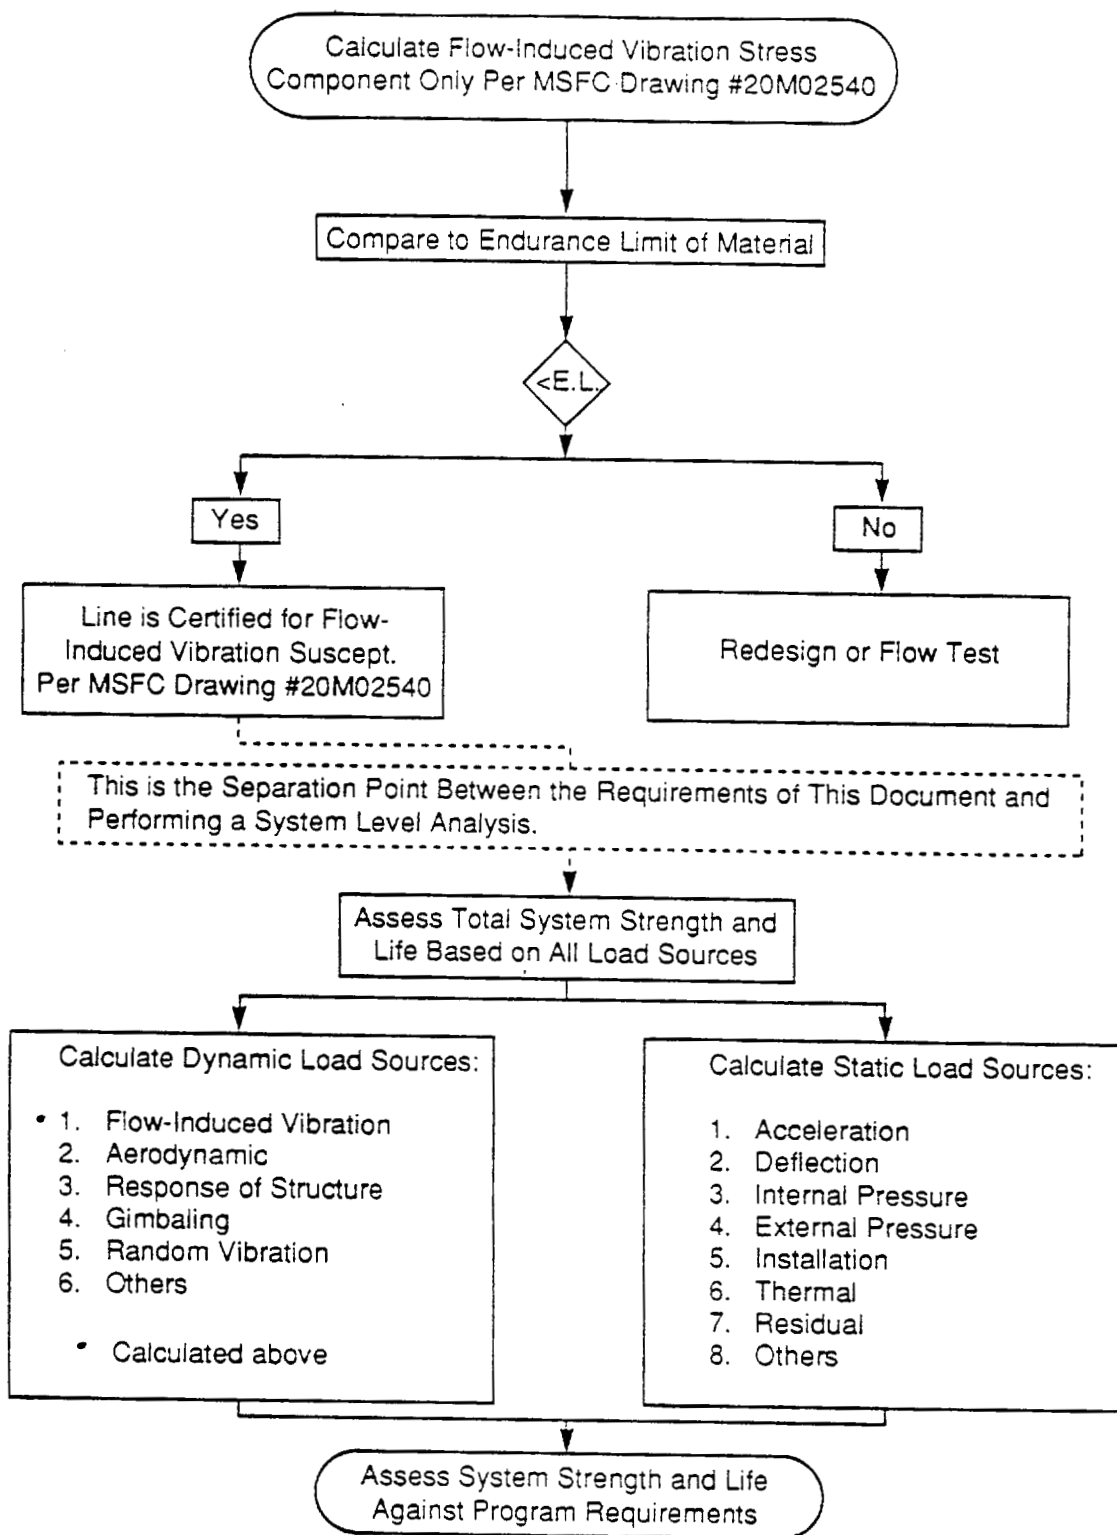 Calculate Flow-Induced Vibration Stress
Component Only Per MSFC Drawing #20M02540
Compare to Endurance Limit of Material
<E.L.
Yes
No
Line is Certified for Flow-
Induced Vibration Suscept.
Per MSFC Drawing #20M02540
Redesign or Flow Test
This is the Separation Point Between the Requirements of This Document and
Performing a System Level Analysis.
Assess Total System Strength and
Life Based on All Load Sources
Calculate Dynamic Load Sources:
• 1. Flow-Induced Vibration
2. Aerodynamic
3. Response of Structure
4. Gimbaling
5. Random Vibration
6. Others
• Calculated above
Calculate Static Load Sources:
1. Acceleration
2. Deflection
3. Internal Pressure
4. External Pressure
5. Installation
6. Thermal
7. Residual
8. Others
Assess System Strength and Life
Against Program Requirements